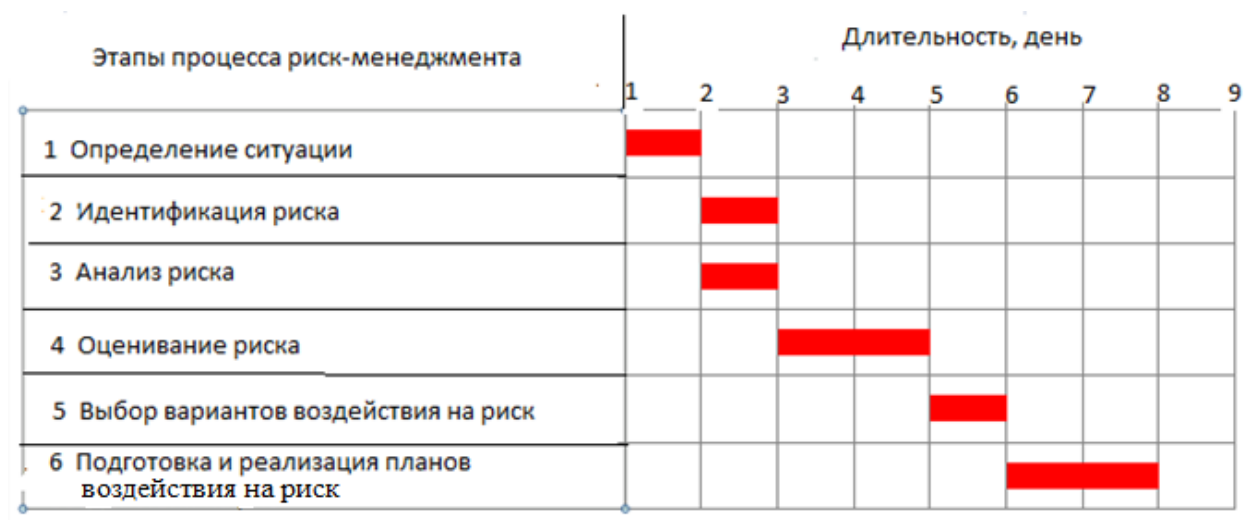 Этапы процесса риск-менеджмента
Длительность, день
1 2 3 4 5 6 7 8 9
1 Определение ситуации
2 Идентификация риска
3 Анализ риска
4 Оценивание риска
5 Выбор вариантов воздействия на риск
6 Подготовка и реализация планов
воздействия на риск